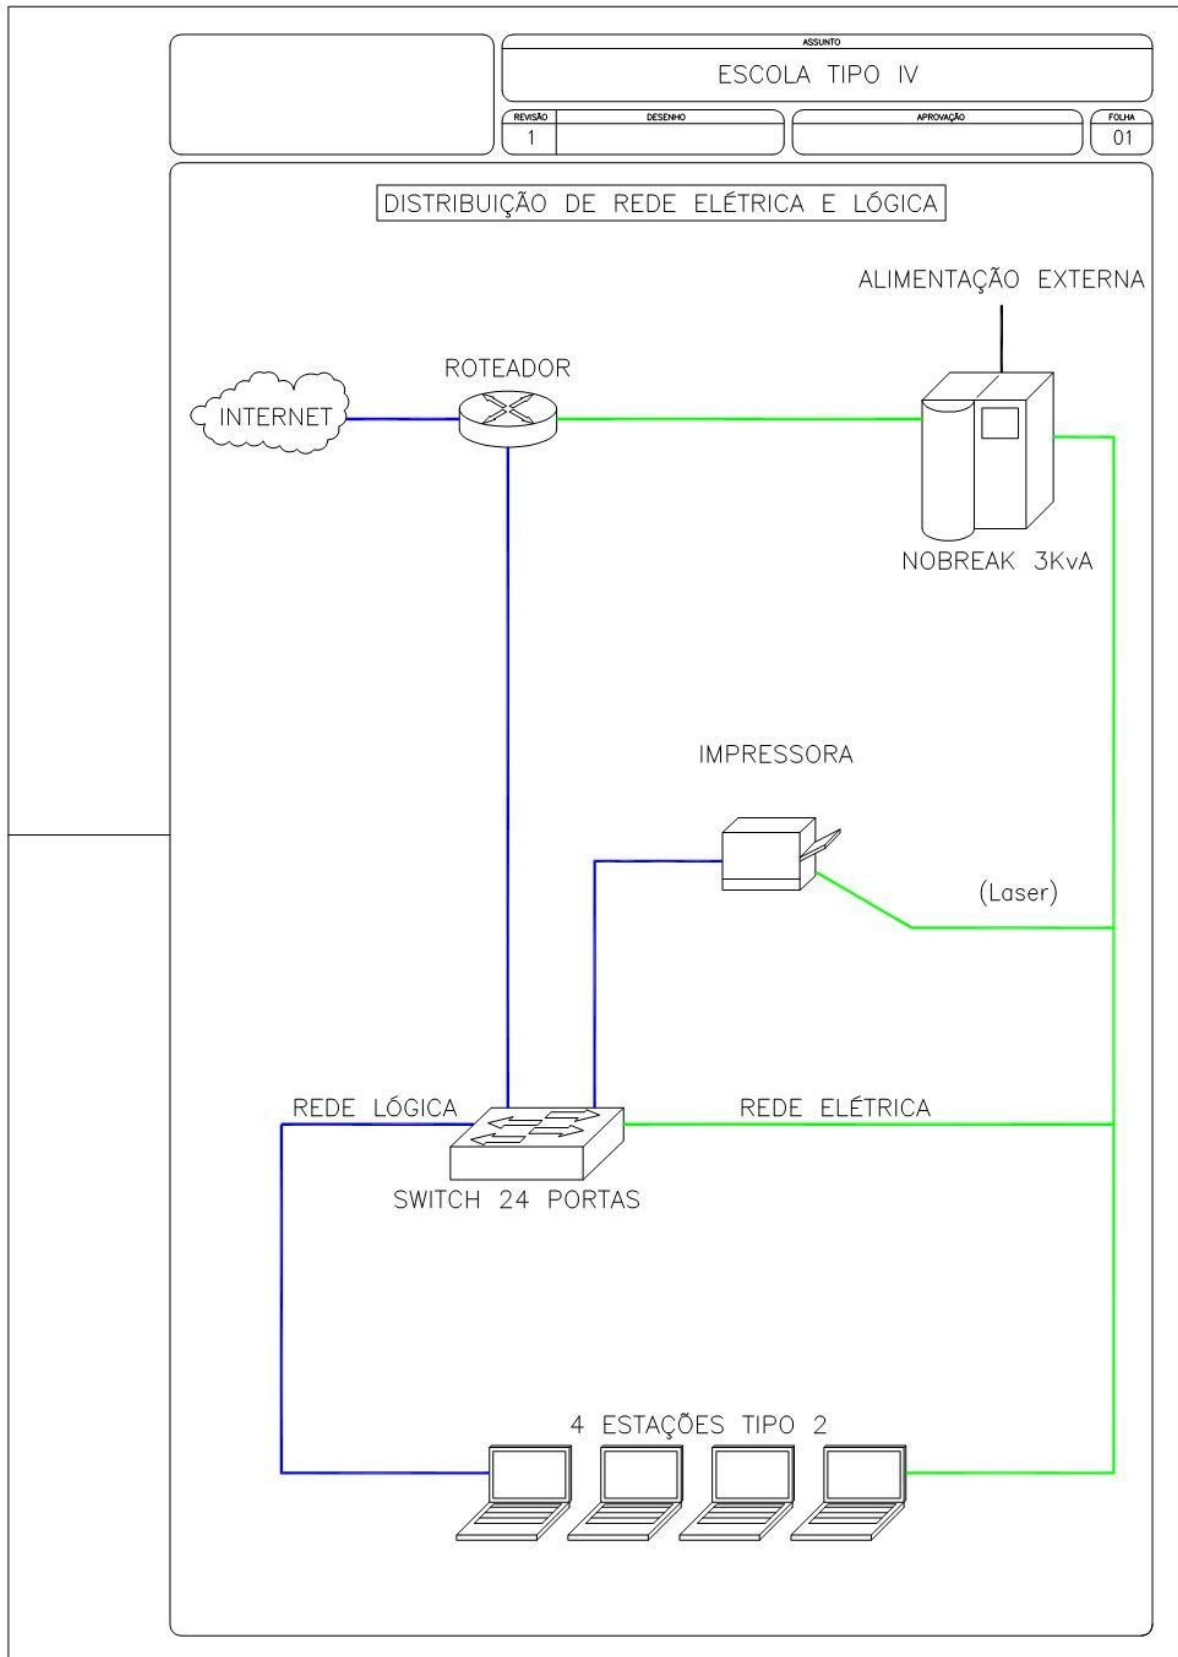 ASSUNTO
ESCOLA TIPO IV
REVISÃO
DESENHO
APROVAÇÃO
FOLHA
1
01
DISTRIBUIÇÃO DE REDE ELÉTRICA E LÓGICA
ALIMENTAÇÃO EXTERNA
ROTEADOR
INTERNET
NOBREAK 3KvA
IMPRESSORA
(Laser)
REDE LÓGICA
REDE ELÉTRICA
SWITCH 24 PORTAS
4 ESTAÇÕES TIPO 2